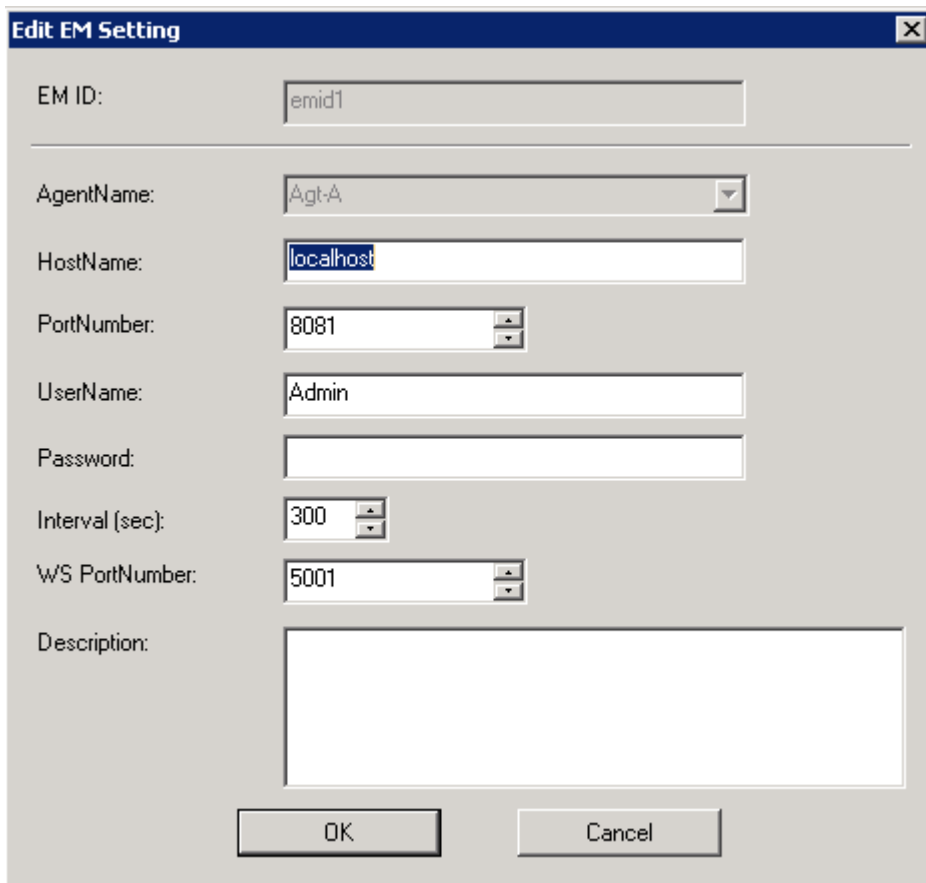 Edit EM Setting
EM ID: emid1
AgentName: Agt-A
HostName: localhost
PortNumber: 8081
UserName: Admin
Password:
Interval (sec): 300
WS PortNumber: 5001
Description:
OK Cancel